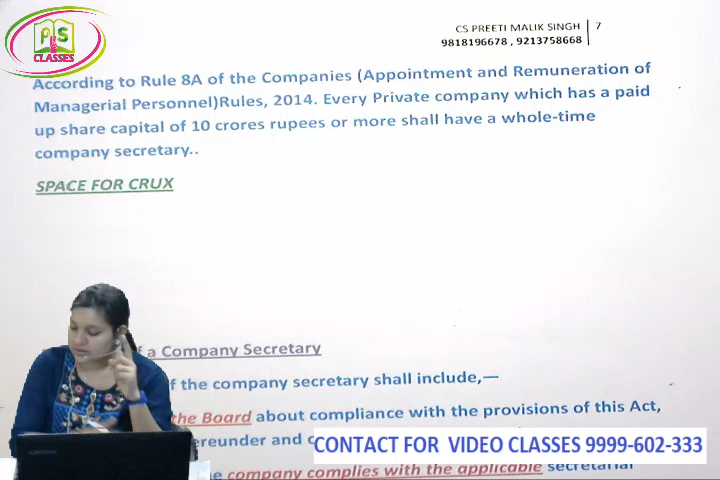 PLS
CLASSES
CS PREETI MALIK SINGH 7
9818196678 , 9213758668
According to Rule 8A of the Companies (Appointment and Remuneration of
Managerial Personnel)Rules, 2014. Every Private company which has a paid
up share capital of 10 crores rupees or more shall have a whole-time
company secretary..
SPACE FOR CRUX
f a Company Secretary
f the company secretary shall include,—
the Board about compliance with the provisions of this Act,
ereunder and
company complies with the applicable secretarial
Lenovo
CONTACT FOR VIDEO CLASSES 9999-602-333